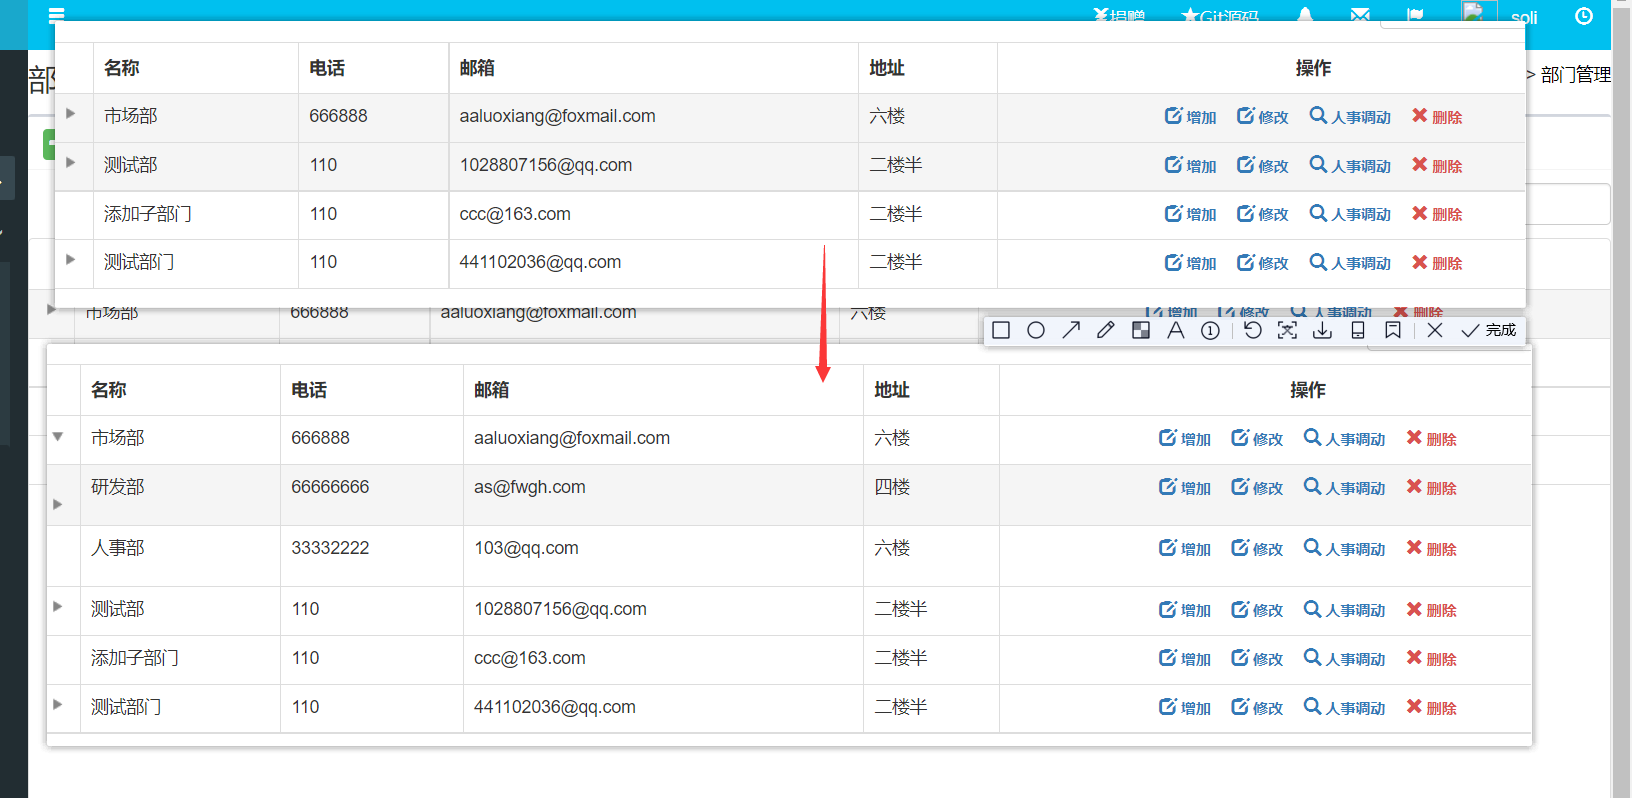 捐赠 Git源码 soli
部 > 部门管理
名称 电话 邮箱 地址 操作
市场部 666888 aaluoxiang@foxmail.com 六楼 增加 修改 人事调动 删除
测试部 110 1028807156@qq.com 二楼半 增加 修改 人事调动 删除
添加子部门 110 ccc@163.com 二楼半 增加 修改 人事调动 删除
测试部门 110 441102036@qq.com 二楼半 增加 修改 人事调动 删除
市场部 666888 aaluoxiang@foxmail.com 六楼 增加 修改 人事调动 删除
完成
名称 电话 邮箱 地址 操作
市场部 666888 aaluoxiang@foxmail.com 六楼 增加 修改 人事调动 删除
研发部 66666666 as@fwgh.com 四楼 增加 修改 人事调动 删除
人事部 33332222 103@qq.com 六楼 增加 修改 人事调动 删除
测试部 110 1028807156@qq.com 二楼半 增加 修改 人事调动 删除
添加子部门 110 ccc@163.com 二楼半 增加 修改 人事调动 删除
测试部门 110 441102036@qq.com 二楼半 增加 修改 人事调动 删除